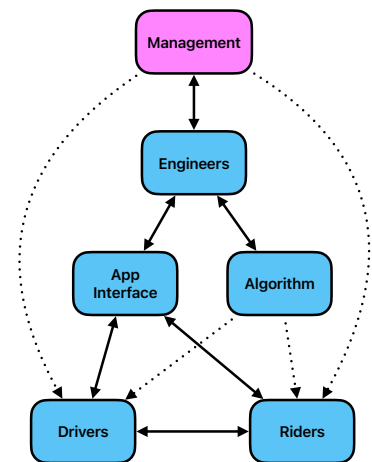 Management
Engineers
App
Interface
Algorithm
Drivers
Riders